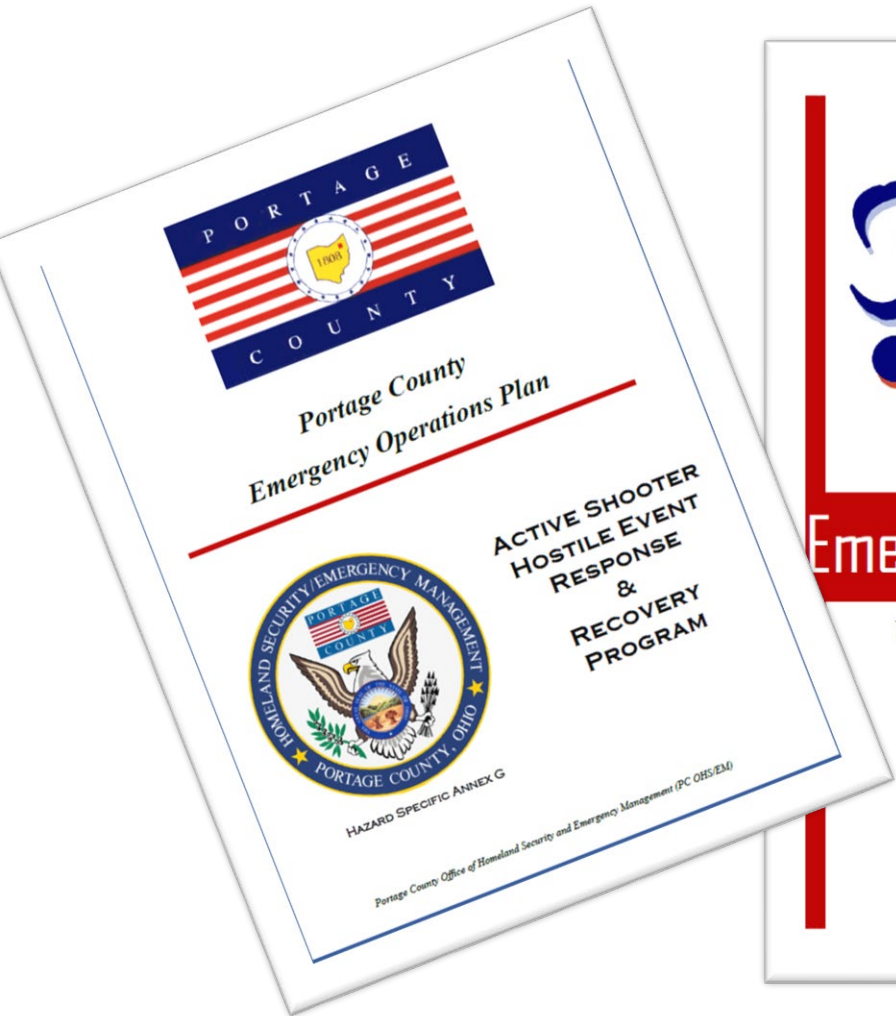 PORTAGE
1808
COUNTY
Portage County
Emergency Operations Plan
ACTIVE SHOOTER
HOSTILE EVENT
RESPONSE
&
RECOVERY
PROGRAM
HOMELAND SECURITY/EMERGENCY MANAGEMENT
PORTAGE
COUNTY
PORTAGE COUNTY, OHIO
HAZARD SPECIFIC ANNEX G
Portage County Office of Homeland Security and Emergency Management (PC OHS/EM)
Eme